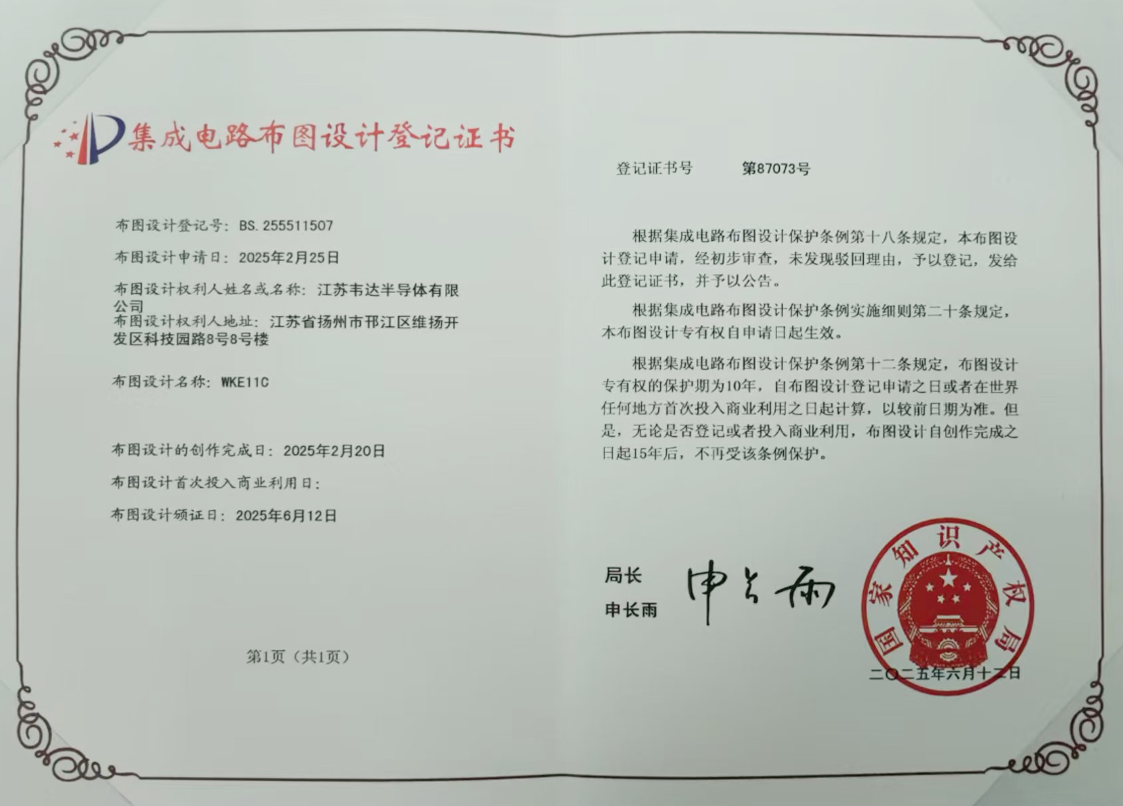 集成电路布图设计登记证书
布图设计登记号：BS.255511507
布图设计申请日：2025年2月25日
布图设计权利人姓名或名称：江苏韦达半导体有限
公司
布图设计权利人地址：江苏省扬州市邗江区维扬开
发区科技园路8号8号楼
布图设计名称：WKE11C
布图设计的创作完成日：2025年2月20日
布图设计首次投入商业利用日：
布图设计颁证日：2025年6月12日
第1页（共1页）
登记证书号 第87073号
根据集成电路布图设计保护条例第十八条规定，本布图设
计登记申请，经初步审查，未发现驳回理由，予以登记，发给
此登记证书，并予以公告。
根据集成电路布图设计保护条例实施细则第二十条规定，
本布图设计专有权自申请日起生效。
根据集成电路布图设计保护条例第十二条规定，布图设计
专有权的保护期为10年，自布图设计登记申请之日或者在世界
任何地方首次投入商业利用之日起计算，以较前日期为准。但
是，无论是否登记或者投入商业利用，布图设计自创作完成之
日起15年后，不再受该条例保护。
局长
申长雨
申长雨
国家知识产权局
二〇二五年六月十二日